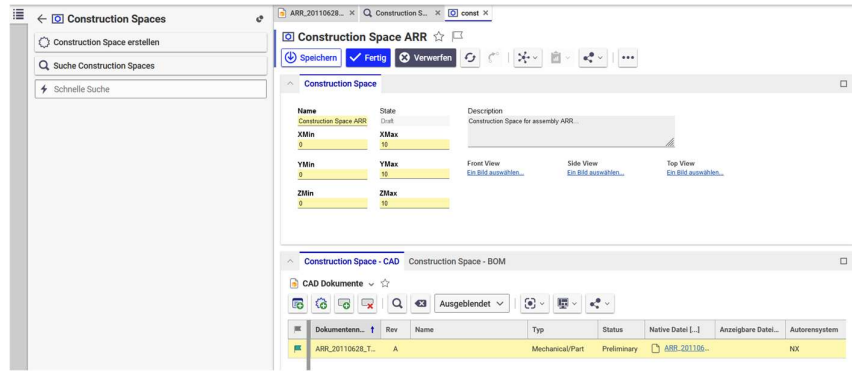 Construction Spaces
Construction Space erstellen
Suche Construction Spaces
Schnelle Suche
ARR_20110628... × Construction S... × const ×
Construction Space ARR
Speichern Fertig Verwerfen
Construction Space
Name State Description
Construction Space ARR Draft Construction Space for assembly ARR...
XMin XMax
0 10
YMin YMax Front View Side View Top View
0 10 Ein Bild auswählen... Ein Bild auswählen... Ein Bild auswählen...
ZMin ZMax
0 10
Construction Space - CAD Construction Space - BOM
CAD Dokumente
Ausgeblendet
Dokumentenn... Rev Name Typ Status Native Datei [...] Anzeigbare Datei... Autorensystem
ARR_20110628_T... A Mechanical/Part Preliminary ARR_201106... NX